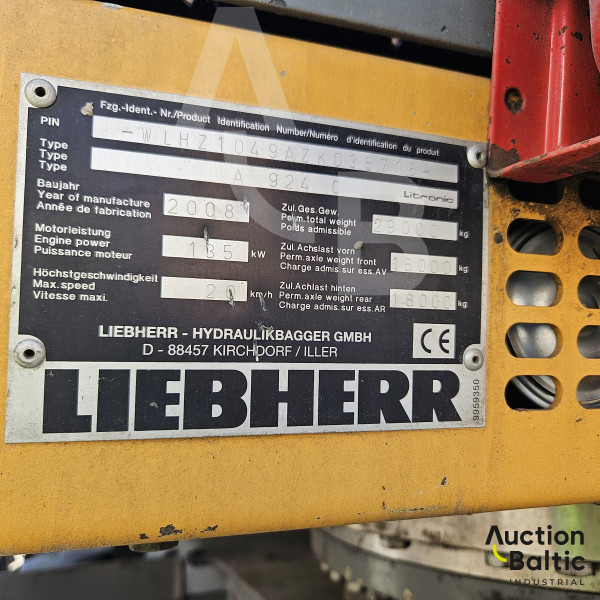 Fzg.-Ident.- Nr./Product Identification Number/Numéro d'identification du produit
PIN
Type
Type A 924 C Litronic
Type
Baujahr
Year of manufacture 2008
Année de fabrication
Motorleistung
Engine power 135 kW
Puissance moteur
Höchstgeschwindigkeit
Max.speed 20 km/h
Vitesse maxi.
Zul.Ges.Gew.
Perm.total weight kg
Poids admissible
Zul.Achslast vorn
Perm.axle weight front kg
Charge admis.sur ess.AV
Zul.Achslast hinten
Perm.axle weight rear 18000 kg
Charge admis.sur ess.AR
LIEBHERR - HYDRAULIKBAGGER GMBH
D - 88457 KIRCHDORF / ILLER
CE
LIEBHERR
9959350
Auction
Baltic
INDUSTRIAL